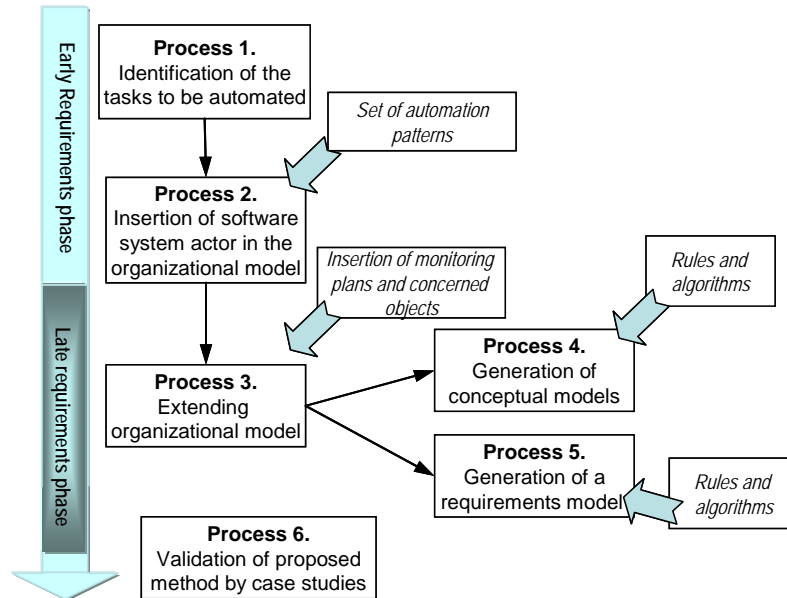 Early Requirements phase
Late requirements phase
Process 1.
Identification of the
tasks to be automated
Set of automation
patterns
Process 2.
Insertion of software
system actor in the
organizational model
Insertion of monitoring
plans and concerned
objects
Rules and
algorithms
Process 3.
Extending
organizational model
Process 4.
Generation of
conceptual models
Process 5.
Generation of a
requirements model
Rules and
algorithms
Process 6.
Validation of proposed
method by case studies